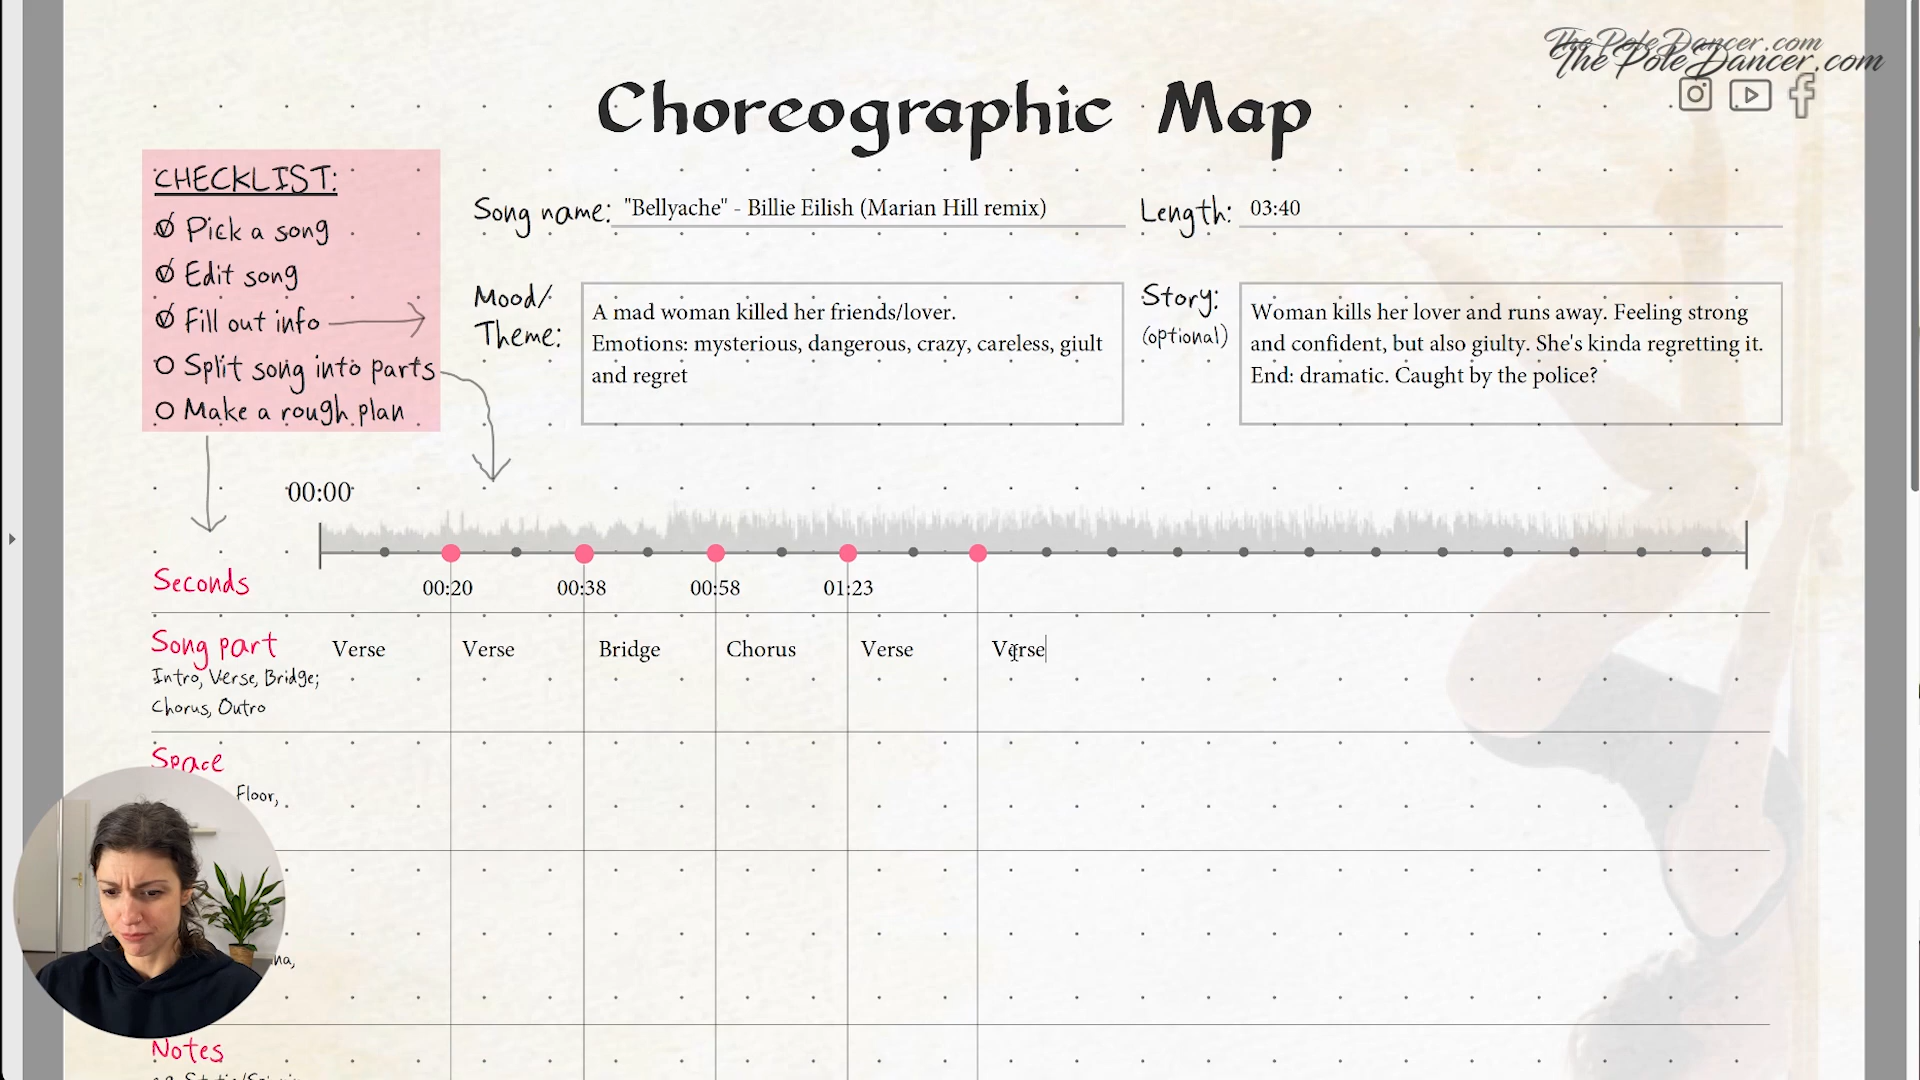 ThePoleDancer.com
ThePoleDancer.com
Choreographic Map
CHECKLIST:
Pick a song
Edit song
Fill out info
Split song into parts
Make a rough plan
Song name: "Bellyache" - Billie Eilish (Marian Hill remix)
Length: 03:40
Mood/
Theme:
A mad woman killed her friends/lover.
Emotions: mysterious, dangerous, crazy, careless, giult
and regret
Story:
(optional)
Woman kills her lover and runs away. Feeling strong
and confident, but also giulty. She's kinda regretting it.
End: dramatic. Caught by the police?
00:00
Seconds 00:20 00:38 00:58 01:23
Song part Verse Verse Bridge Chorus Verse Verse
Intro, Verse, Bridge;
Chorus, Outro
Space
Floor,
Notes